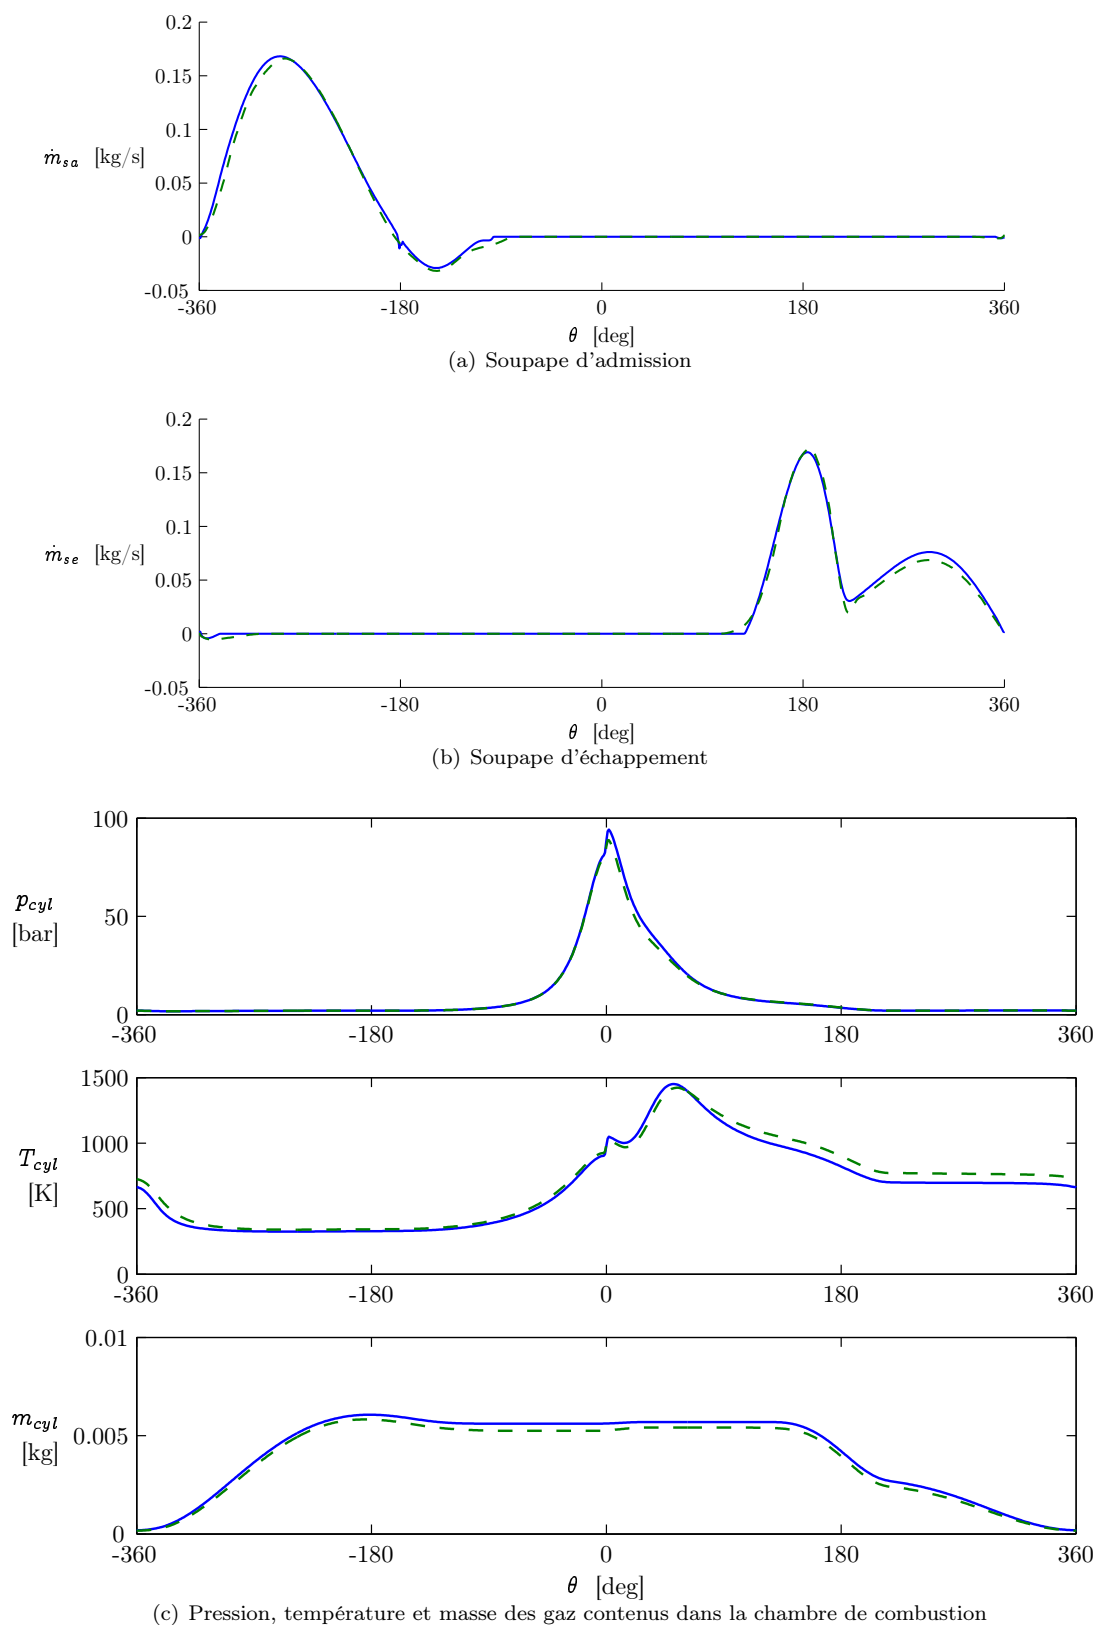 0.2
0.15
0.1
ṁsa [kg/s]
0.05
0
-0.05
-360 -180 0 180 360
θ [deg]
(a) Soupape d'admission
0.2
0.15
0.1
ṁse [kg/s]
0.05
0
-0.05
-360 -180 0 180 360
θ [deg]
(b) Soupape d'échappement
100
pcyl
50
[bar]
0
-360 -180 0 180 360
1500
1000
Tcyl
[K]
500
0
-360 -180 0 180 360
0.01
mcyl
0.005
[kg]
0
-360 -180 0 180 360
θ [deg]
(c) Pression, température et masse des gaz contenus dans la chambre de combustion